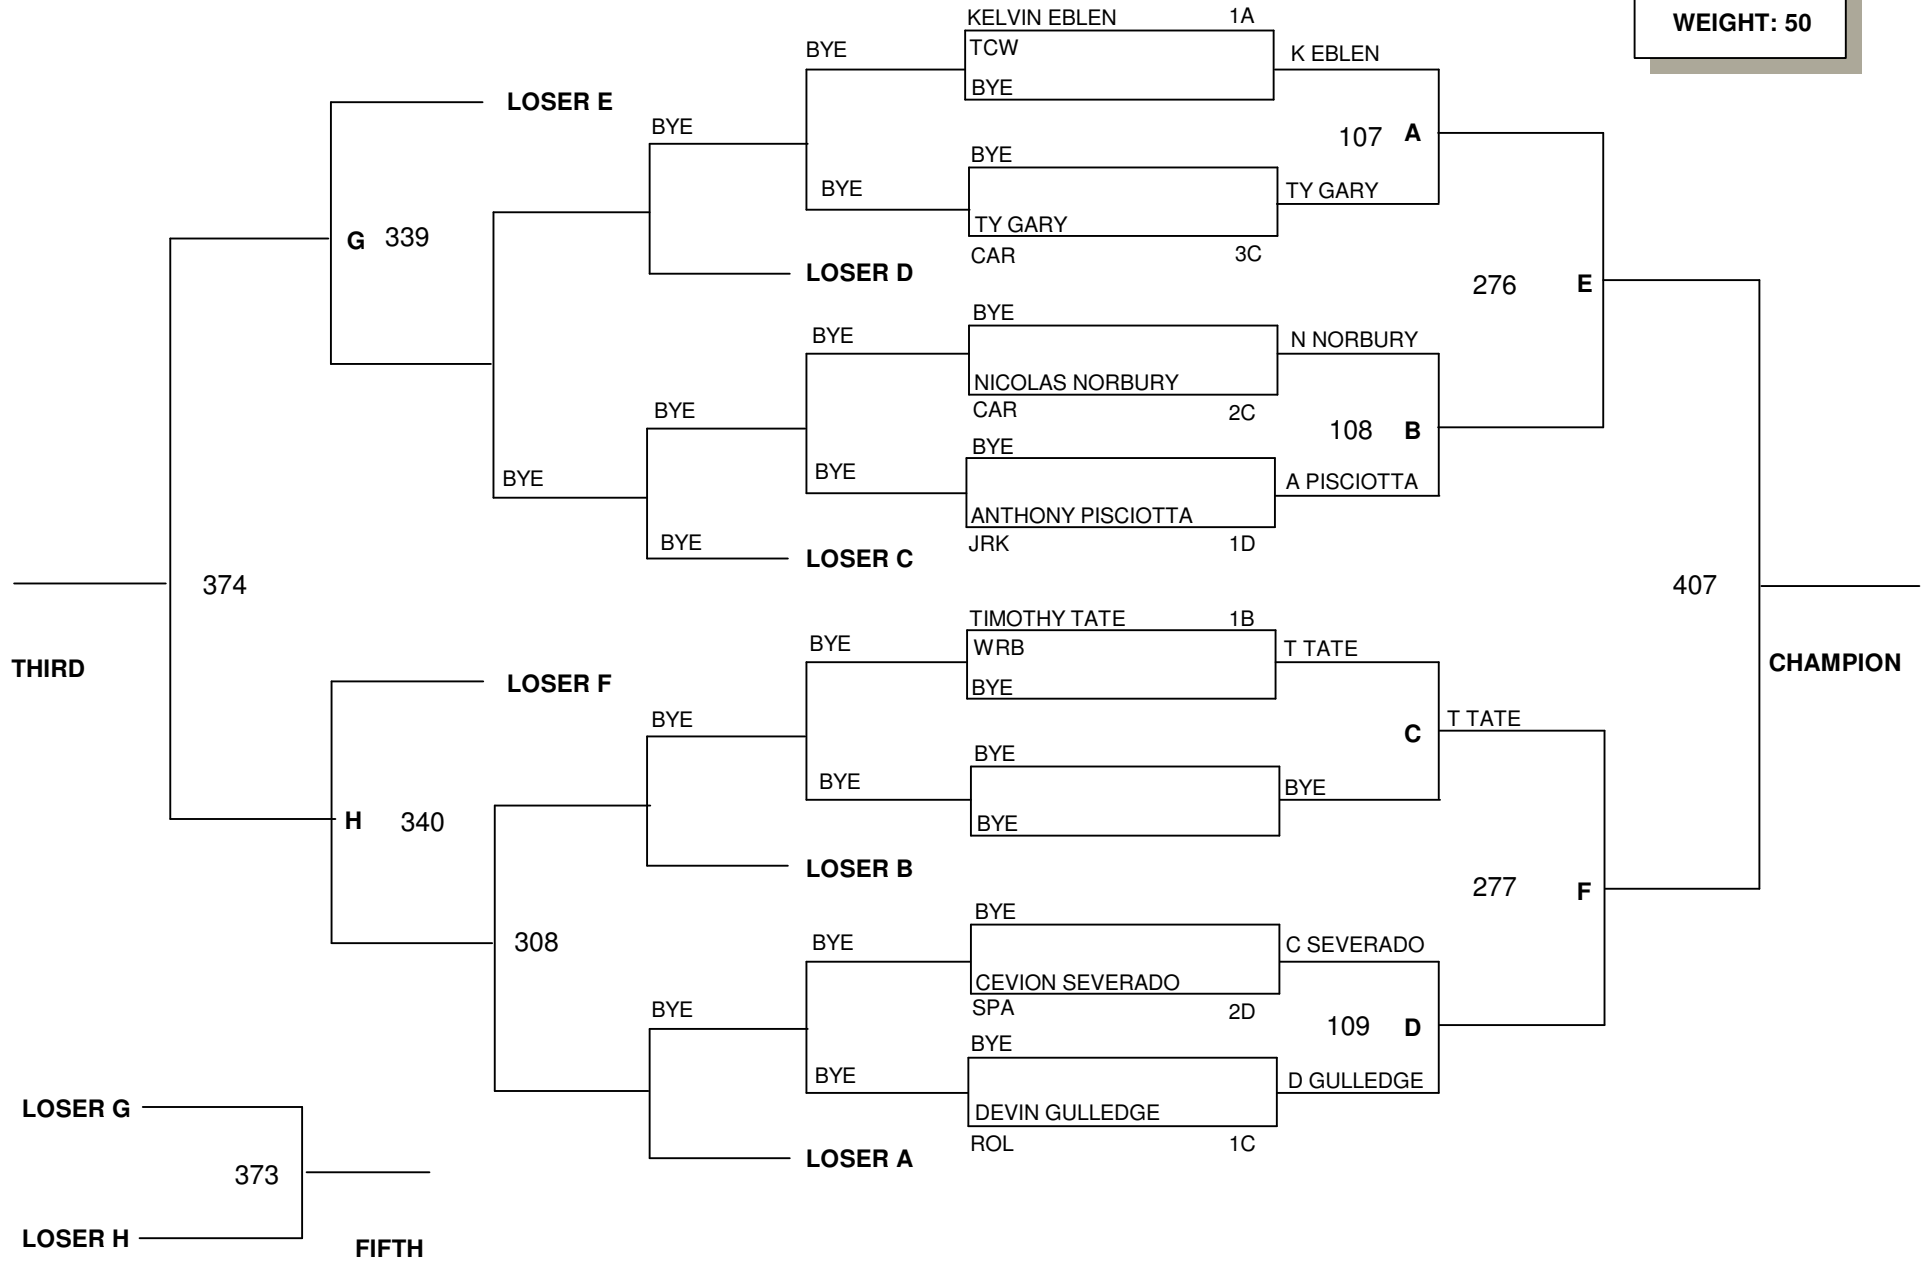 WEIGHT: 50
KELVIN EBLEN 1A
BYE TCW K EBLEN
BYE
LOSER E
BYE
107 A
BYE
BYE TY GARY
TY GARY
G 339
CAR 3C
LOSER D
276 E
BYE
BYE N NORBURY
NICOLAS NORBURY
BYE CAR 2C
108 B
BYE
BYE BYE A PISCIOTTA
ANTHONY PISCIOTTA
BYE JRK 1D
LOSER C
374 407
TIMOTHY TATE 1B
BYE WRB T TATE
THIRD CHAMPION
LOSER F BYE
BYE T TATE
C
BYE
BYE BYE
H 340 BYE
LOSER B
277 F
BYE
308 BYE C SEVERADO
CEVION SEVERADO
BYE SPA 2D
109 D
BYE
BYE D GULLEDGE
LOSER G DEVIN GULLEDGE
ROL 1C
LOSER A
373
LOSER H FIFTH